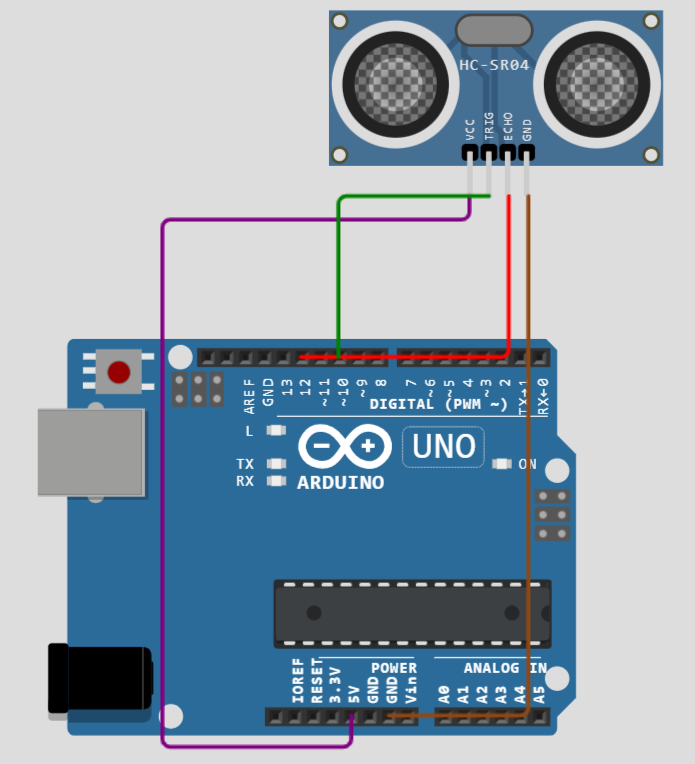 HC-SR04
VCC
TRIG
ECHO
GND
AREF
GND
13
12
~11
~10
~9
8
7
~6
~5
4
~3
2
TX→1
RX←0
DIGITAL (PWM ~)
L
TX
RX
UNO
ON
ARDUINO
POWER
ANALOG IN
IOREF
RESET
3.3V
5V
GND
GND
Vin
A0
A1
A2
A3
A4
A5